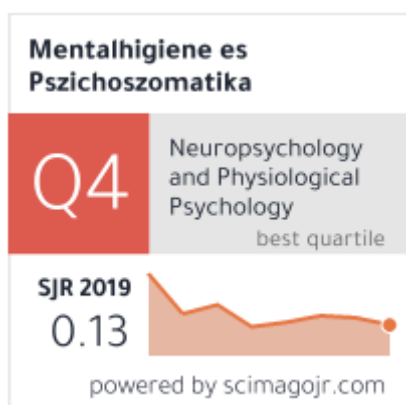 Mentalhigiene es
Pszichoszomatika
Q4
Neuropsychology
and Physiological
Psychology
best quartile
SJR 2019
0.13
powered by scimagojr.com